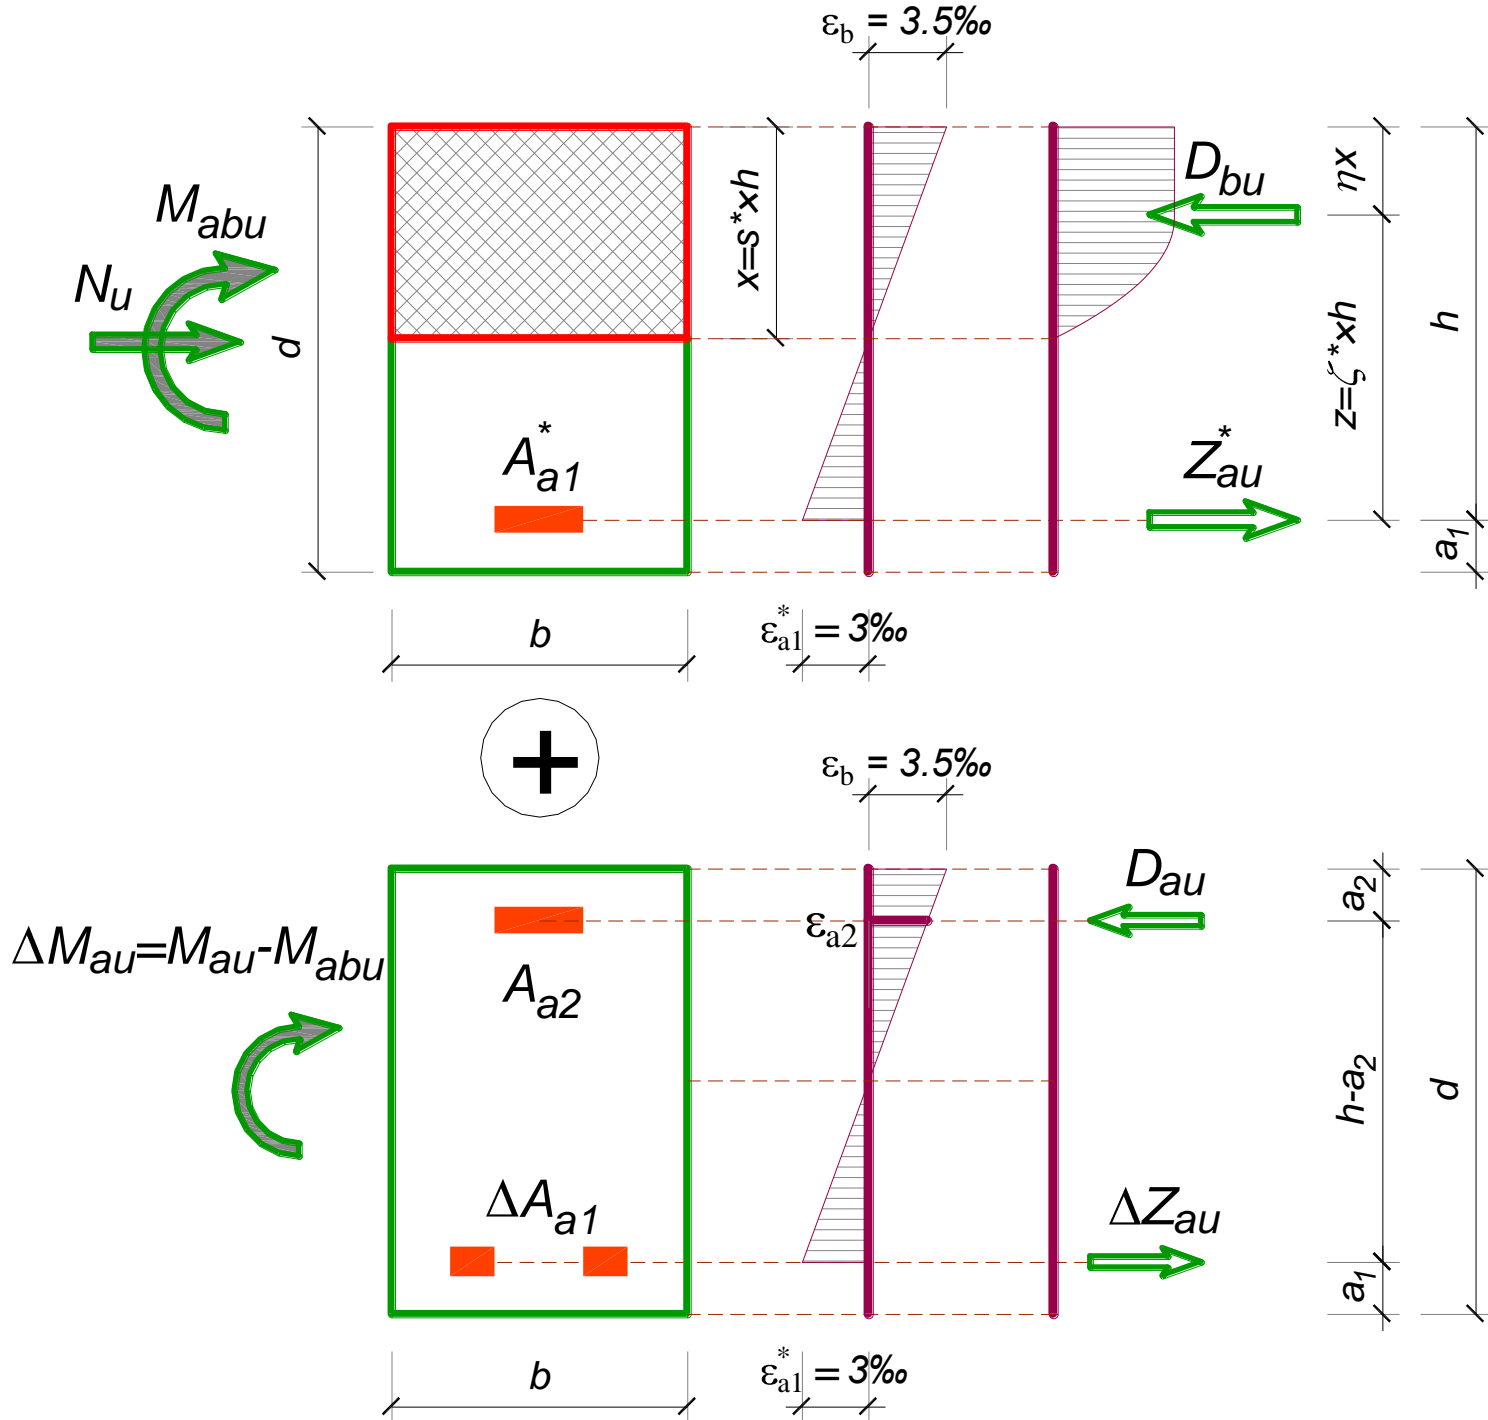 εb = 3.5‰
Mabu
Nu
d
x=s*×h
Dbu
ηx
h
z=ζ*×h
A*a1
Z*au
a1
b
ε*a1 = 3‰
+
εb = 3.5‰
Dau
a2
εa2
ΔMau=Mau-Mabu
Aa2
h-a2
d
ΔAa1
ΔZau
a1
b
ε*a1 = 3‰